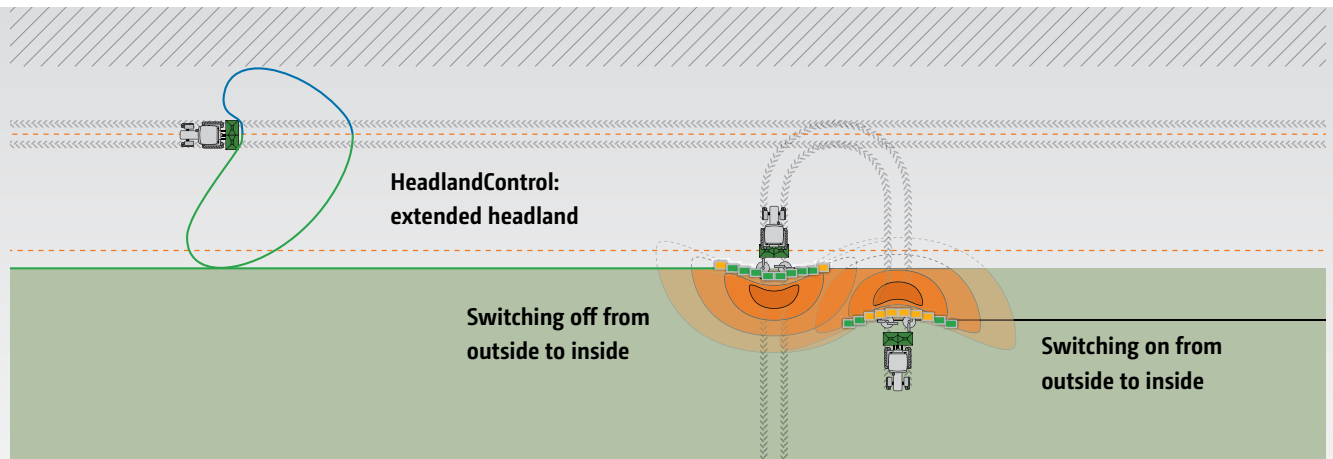 HeadlandControl:
extended headland
Switching off from
outside to inside
Switching on from
outside to inside